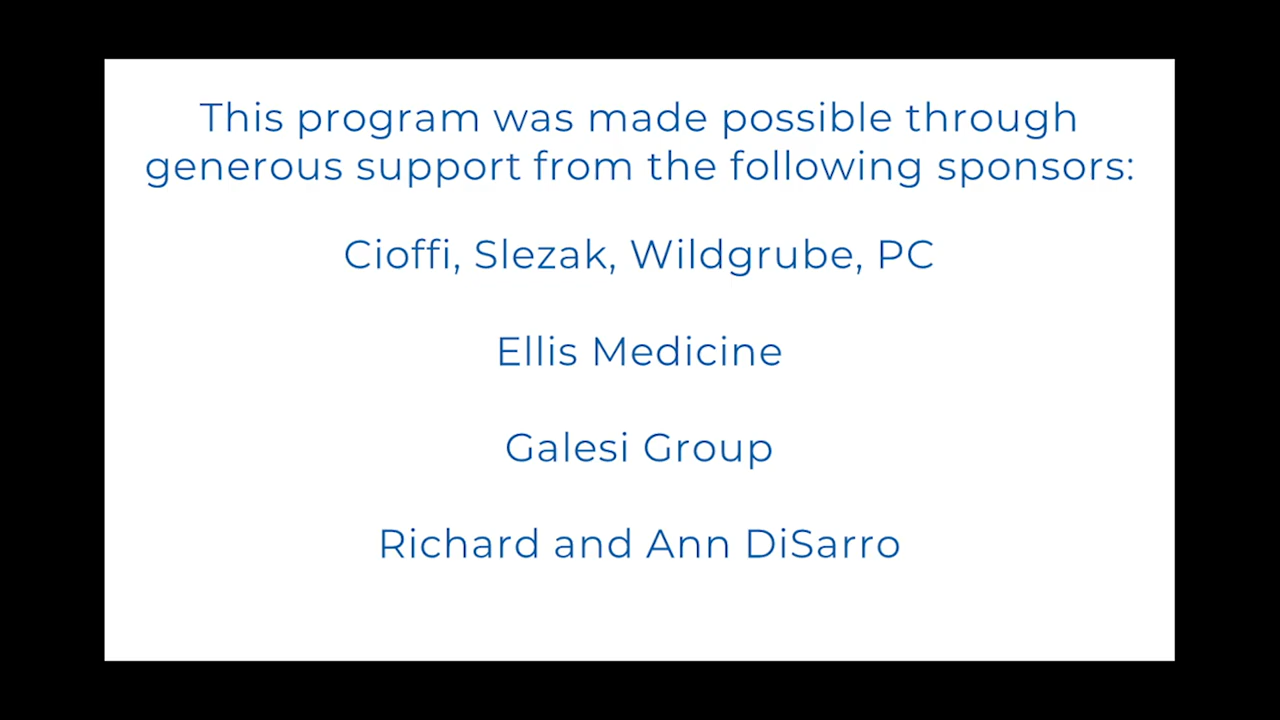 This program was made possible through
generous support from the following sponsors:
Cioffi, Slezak, Wildgrube, PC
Ellis Medicine
Galesi Group
Richard and Ann DiSarro